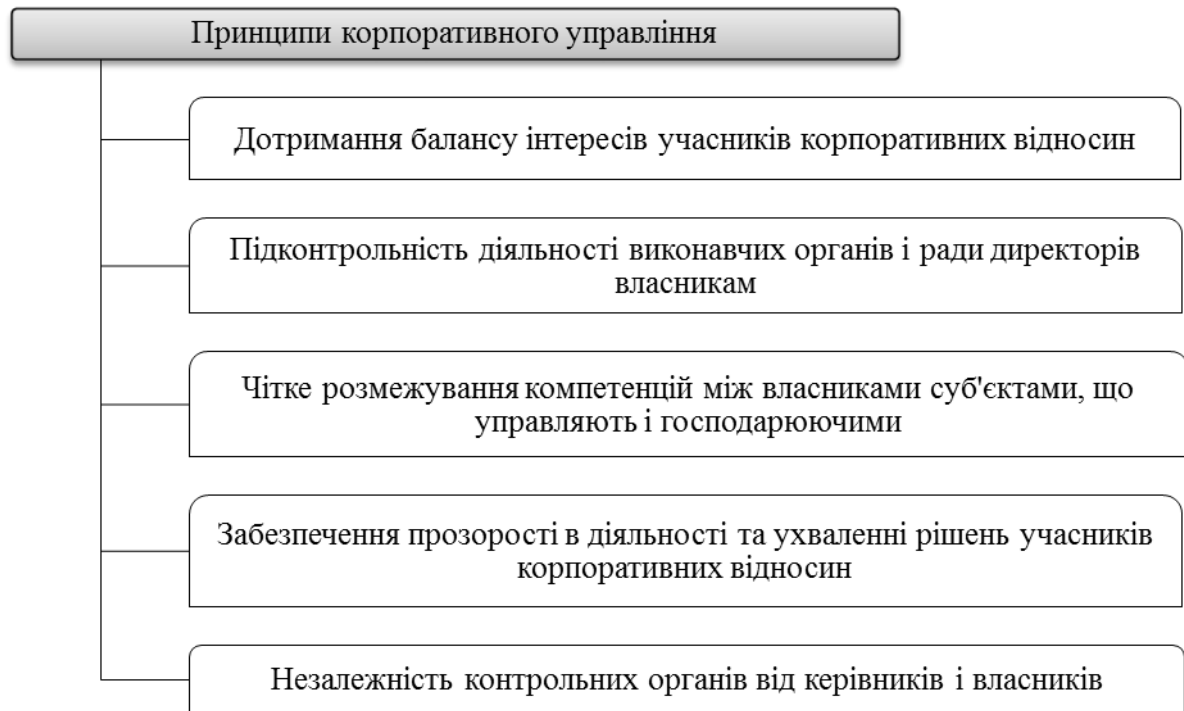 Принципи корпоративного управління
Дотримання балансу інтересів учасників корпоративних відносин
Підконтрольність діяльності виконавчих органів і ради директорів
власникам
Чітке розмежування компетенцій між власниками суб'єктами, що
управляють і господарюючими
Забезпечення прозорості в діяльності та ухваленні рішень учасників
корпоративних відносин
Незалежність контрольних органів від керівників і власників